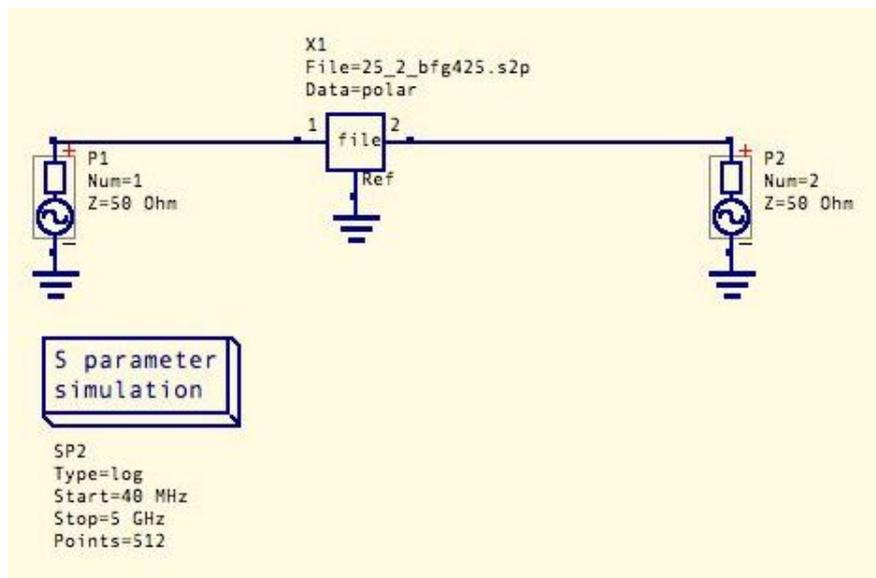 X1
File=25_2_bfg425.s2p
Data=polar
1
file
2
Ref
+
P1
Num=1
Z=50 Ohm
−
+
P2
Num=2
Z=50 Ohm
−
S parameter
simulation
SP2
Type=log
Start=40 MHz
Stop=5 GHz
Points=512